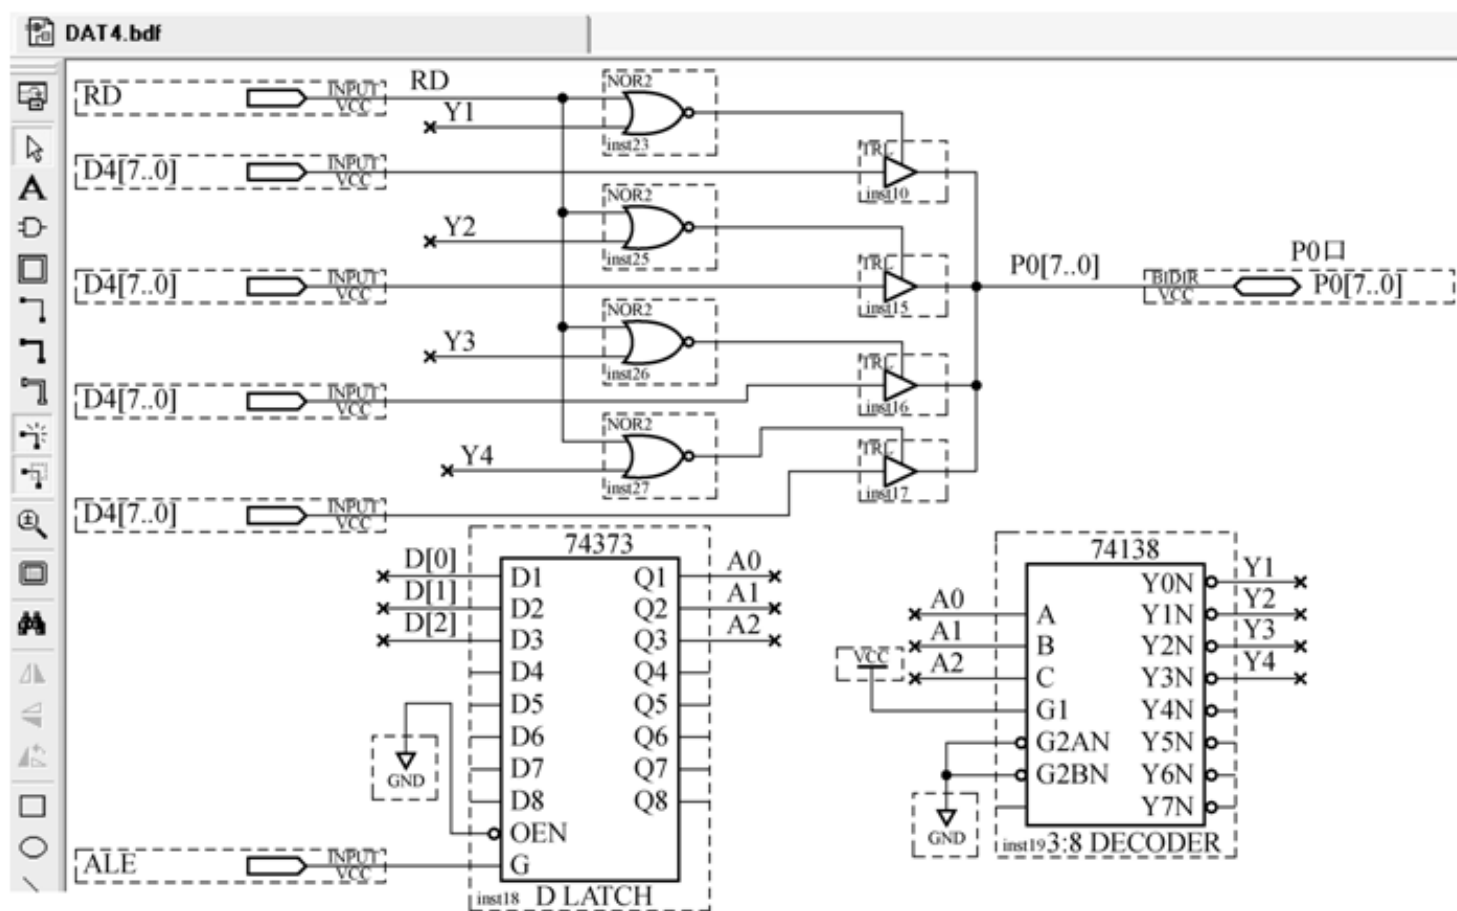 DAT4.bdf
RD
INPUT
VCC
RD
Y1
NOR2
inst23
D4[7..0]
INPUT
VCC
TRI
inst10
Y2
NOR2
inst25
D4[7..0]
INPUT
VCC
TRI
inst15
P0[7..0]
P0口
BIDIR
VCC
P0[7..0]
Y3
NOR2
inst26
D4[7..0]
INPUT
VCC
TRI
inst16
Y4
NOR2
inst27
TRI
inst17
D4[7..0]
INPUT
VCC
74373
D[0] D1 Q1 A0
D[1] D2 Q2 A1
D[2] D3 Q3 A2
D4 Q4
D5 Q5
D6 Q6
D7 Q7
D8 Q8
OEN
G
GND
ALE
INPUT
VCC
inst18 D LATCH
74138
Y0N Y1
A0 A Y1N Y2
A1 B Y2N Y3
A2 C Y3N Y4
VCC
G1 Y4N
G2AN Y5N
G2BN Y6N
Y7N
GND
inst19 3:8 DECODER